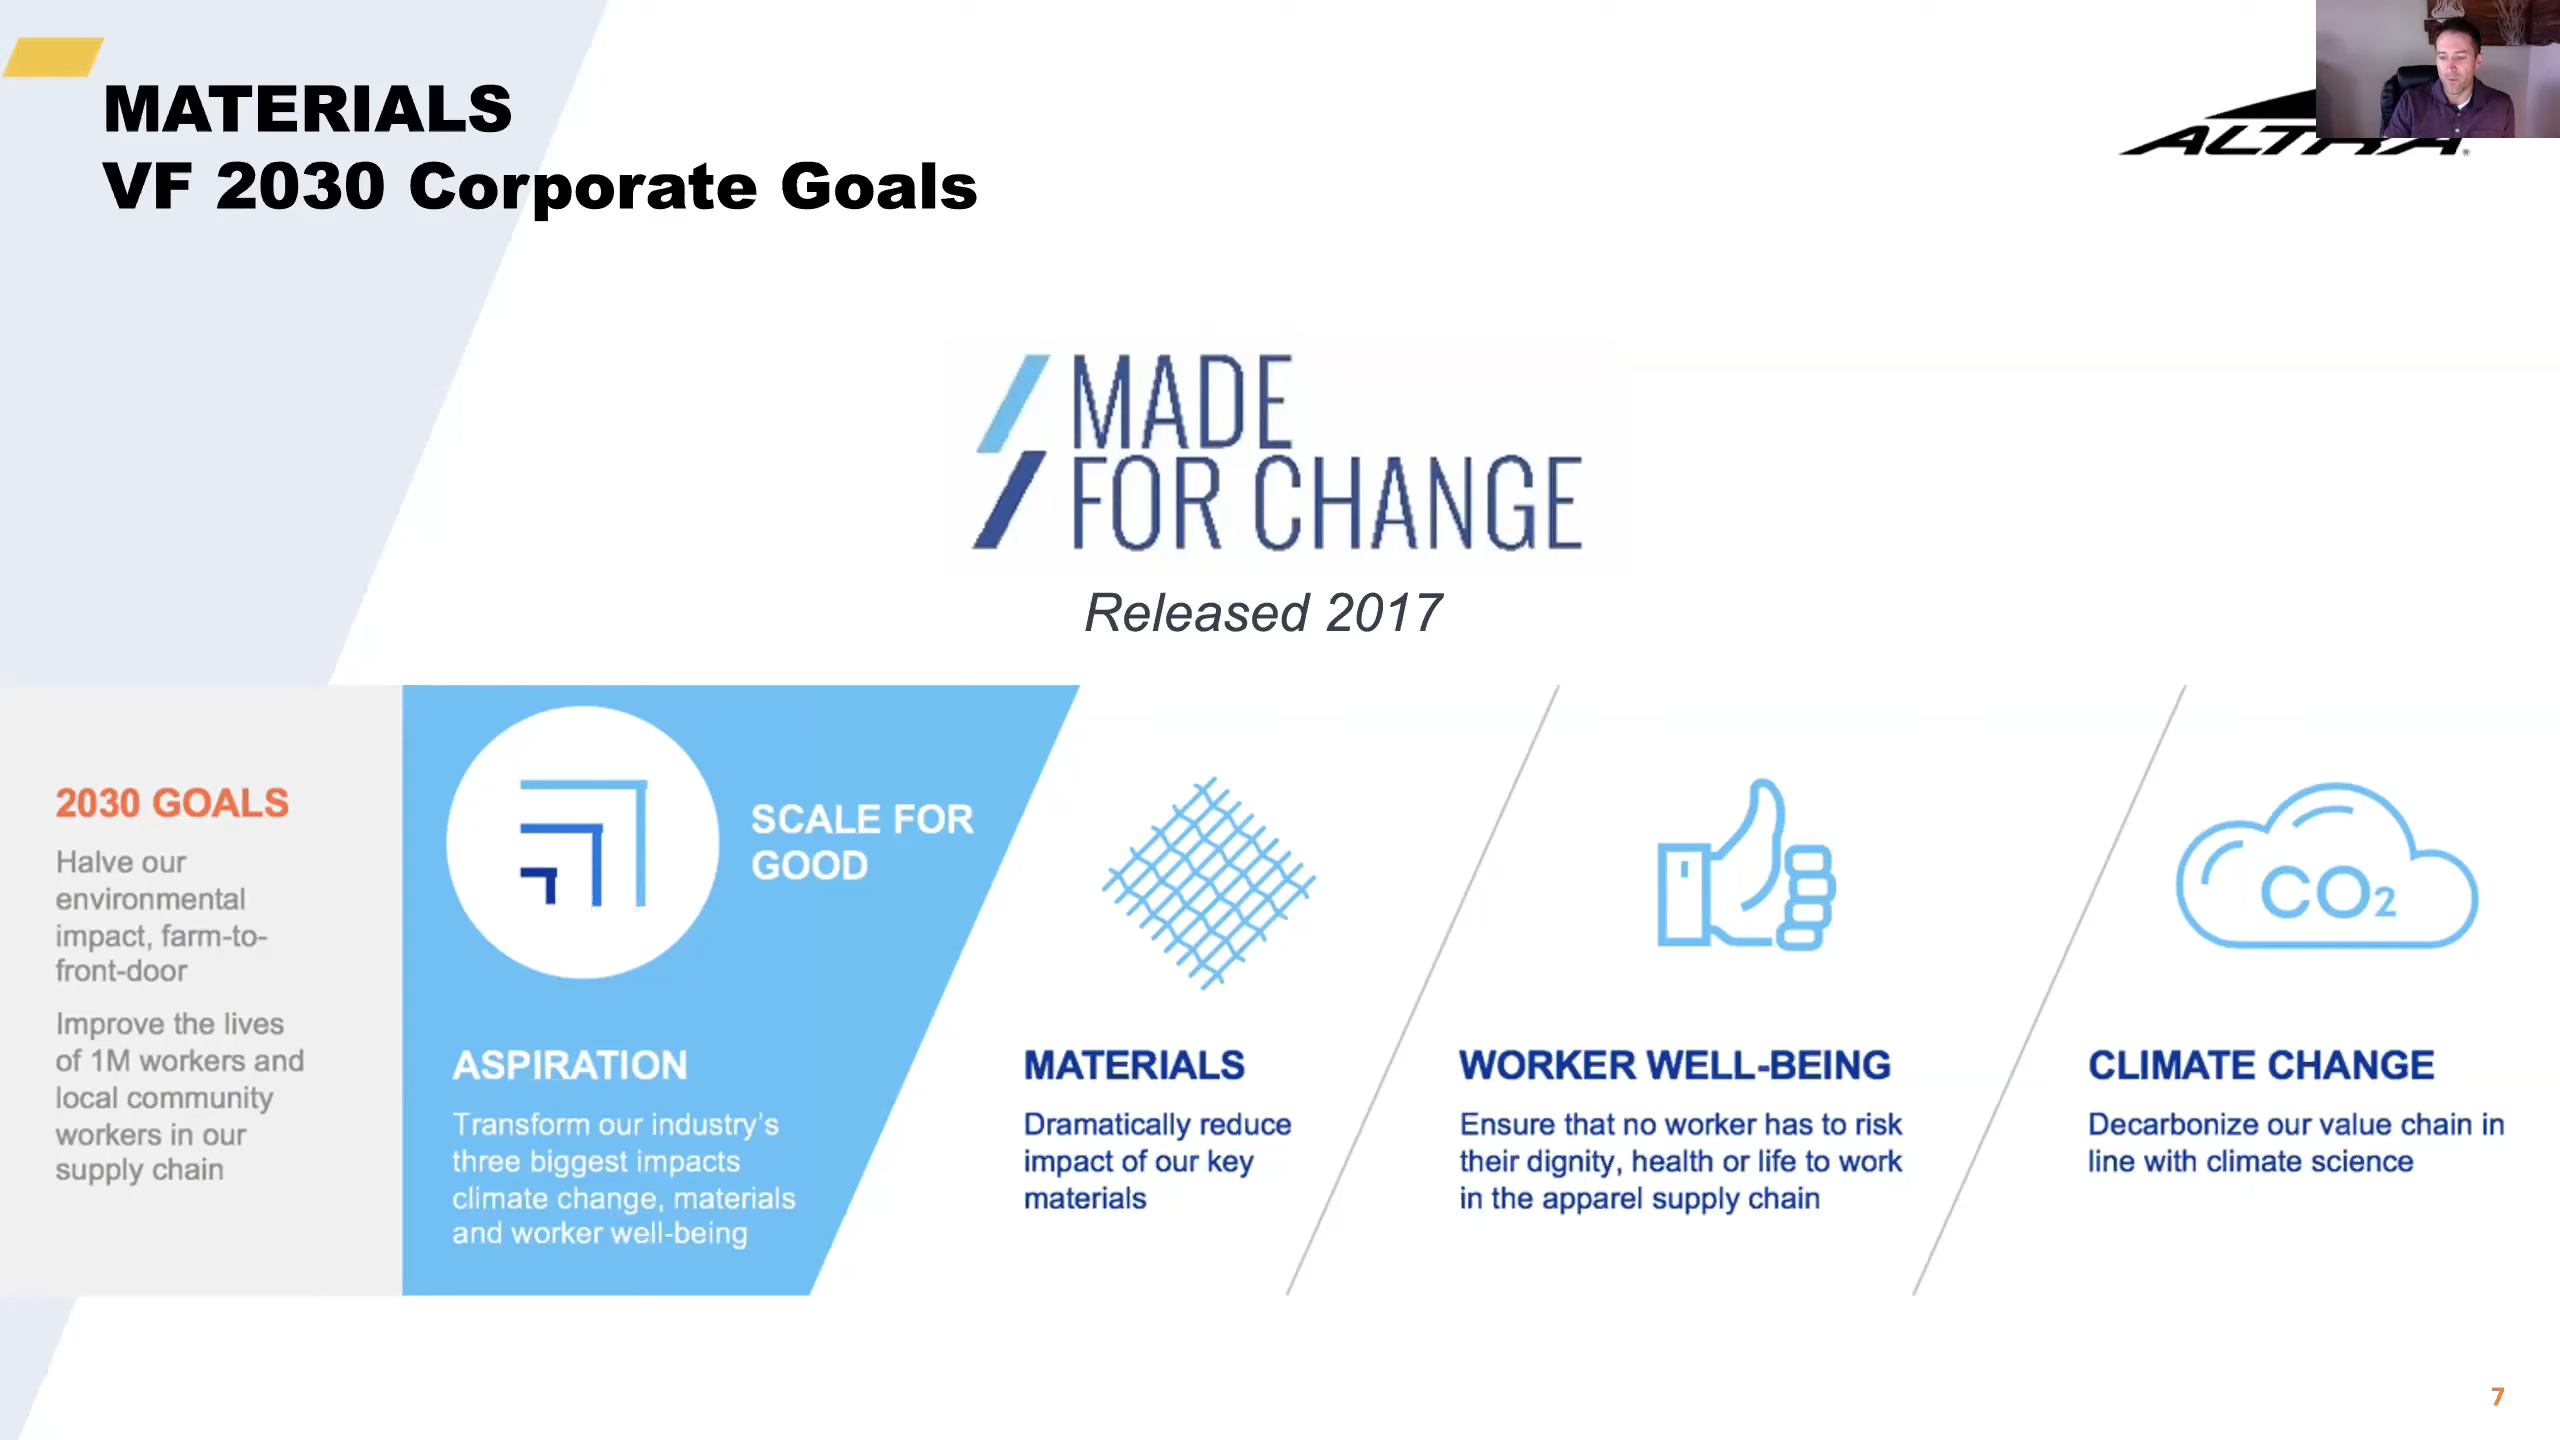 MATERIALS
VF 2030 Corporate Goals
ALTRA®
MADE
FOR CHANGE
Released 2017
2030 GOALS
Halve our
environmental
impact, farm-to-
front-door
Improve the lives
of 1M workers and
local community
workers in our
supply chain
SCALE FOR
GOOD
ASPIRATION
Transform our industry's
three biggest impacts
climate change, materials
and worker well-being
MATERIALS
Dramatically reduce
impact of our key
materials
WORKER WELL-BEING
Ensure that no worker has to risk
their dignity, health or life to work
in the apparel supply chain
CO2
CLIMATE CHANGE
Decarbonize our value chain in
line with climate science
7